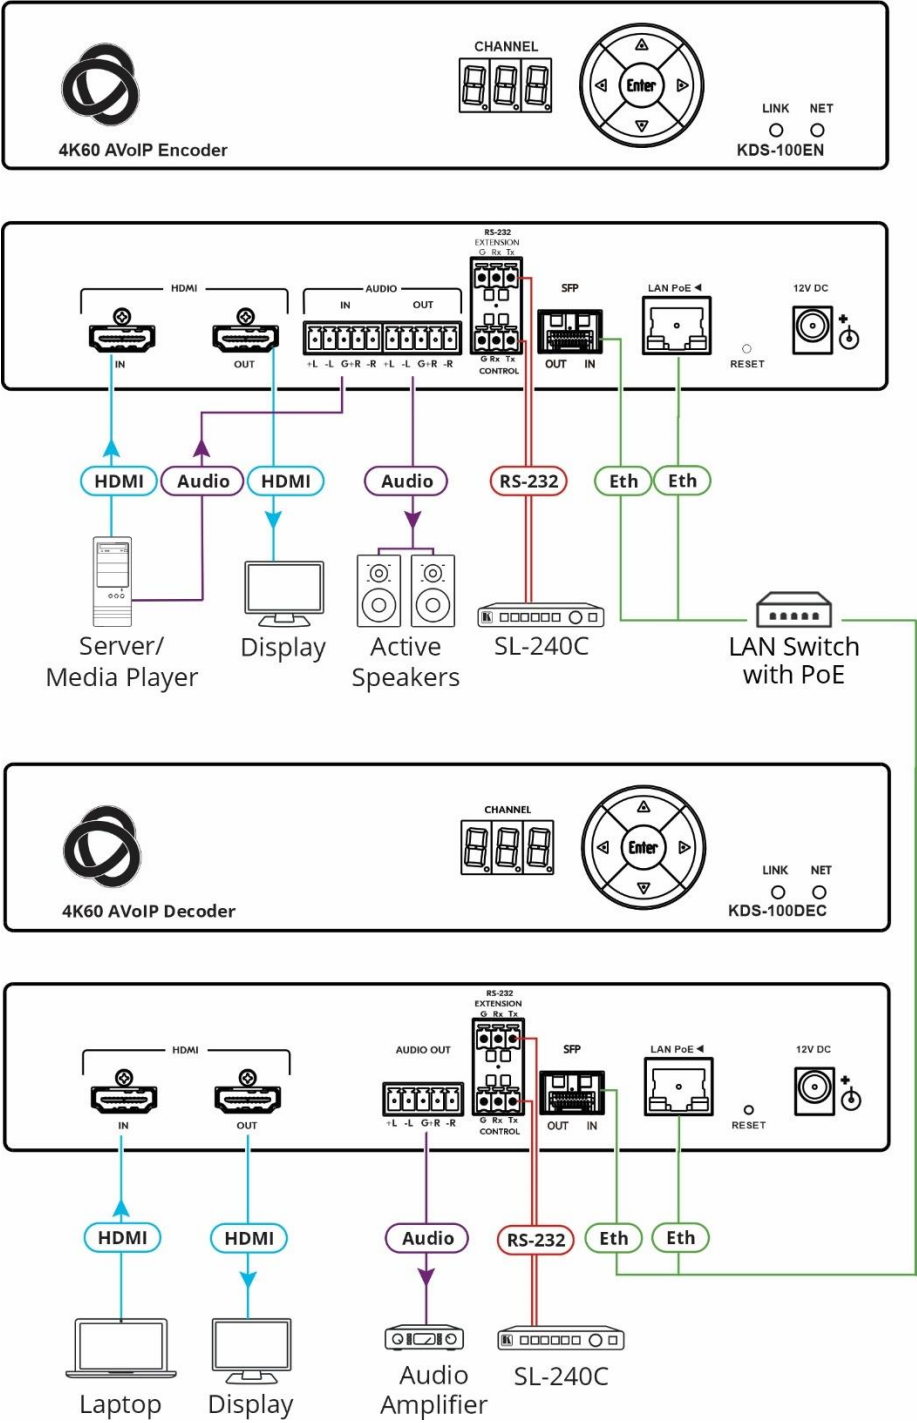 CHANNEL
Enter
LINK NET
4K60 AVoIP Encoder
KDS-100EN
RS-232
EXTENSION
G Rx Tx
HDMI
AUDIO
IN OUT
SFP
LAN PoE
12V DC
IN
OUT
+L -L G+R -R +L -L G+R -R
G Rx Tx
CONTROL
OUT IN
RESET
HDMI
Audio
HDMI
Audio
RS-232
Eth
Eth
Server/
Media Player
Display
Active
Speakers
SL-240C
LAN Switch
with PoE
CHANNEL
Enter
LINK NET
4K60 AVoIP Decoder
KDS-100DEC
RS-232
EXTENSION
G Rx Tx
HDMI
AUDIO OUT
SFP
LAN PoE
12V DC
IN
OUT
+L -L G+R -R
G Rx Tx
CONTROL
OUT IN
RESET
HDMI
HDMI
Audio
RS-232
Eth
Eth
Laptop
Display
Audio
Amplifier
SL-240C